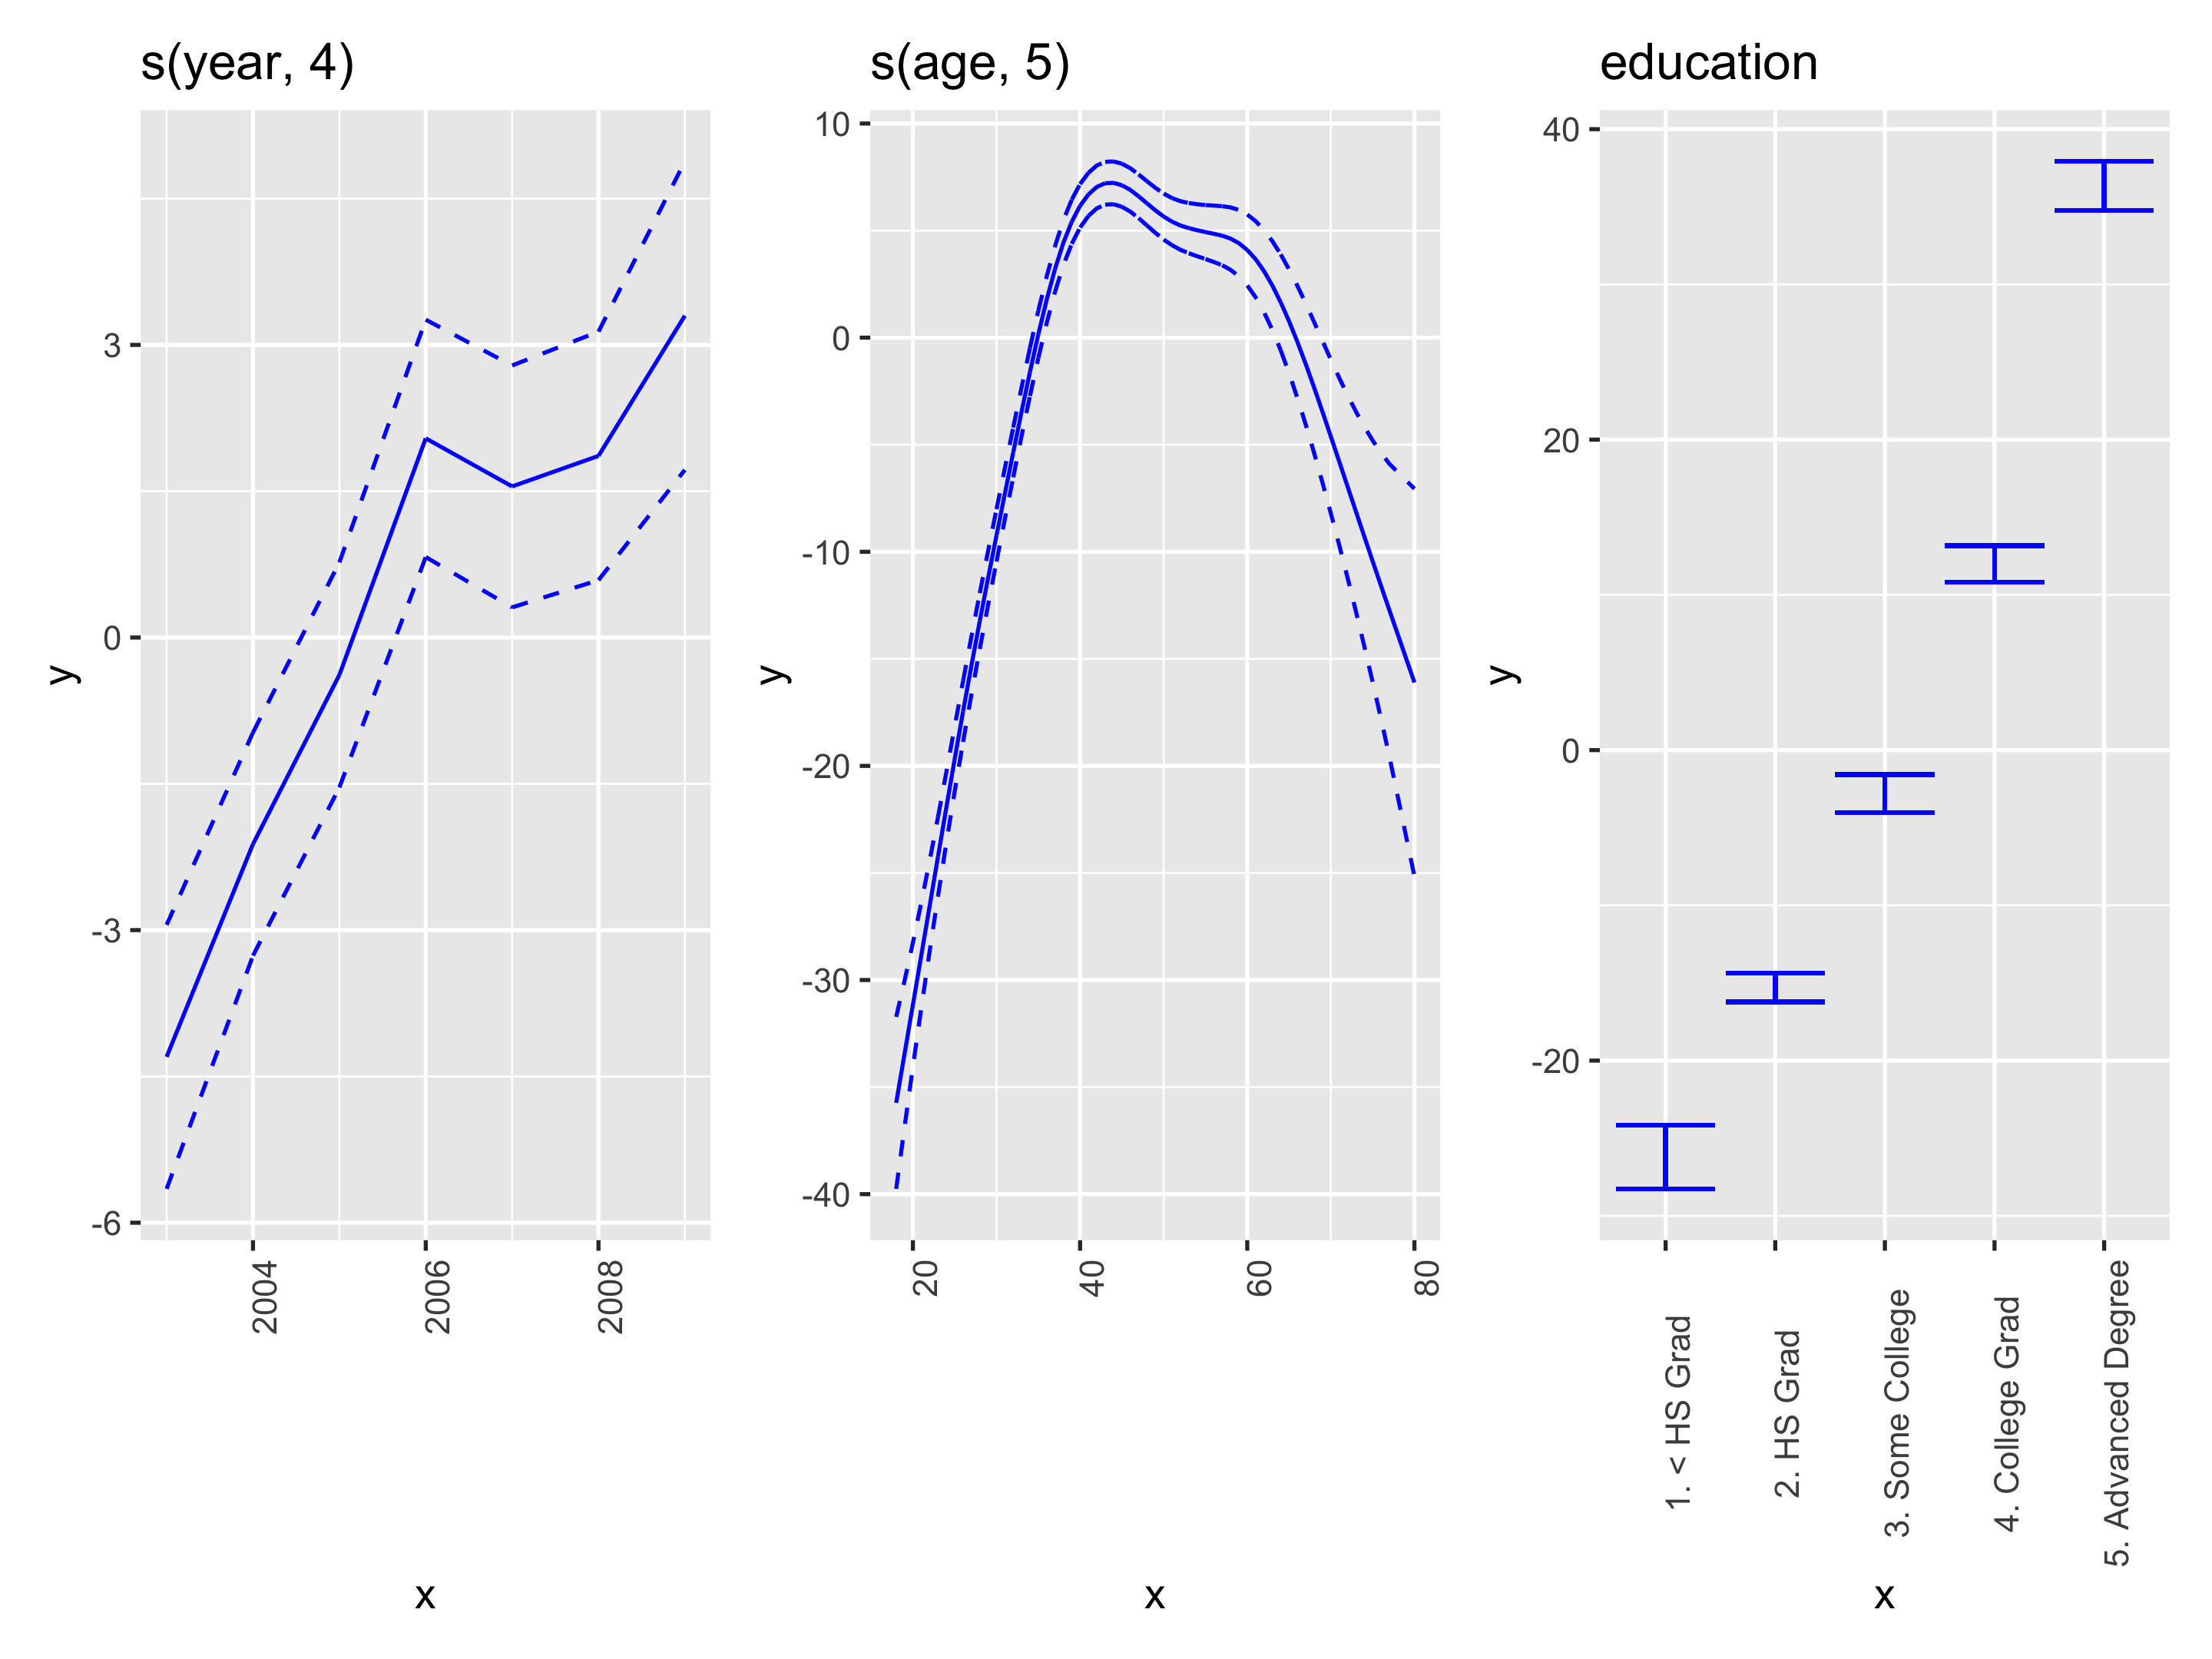 s(year, 4)
y
3
0
-3
-6
2004
2006
2008
x
s(age, 5)
y
10
0
-10
-20
-30
-40
20
40
60
80
x
education
y
40
20
0
-20
1. < HS Grad
2. HS Grad
3. Some College
4. College Grad
5. Advanced Degree
x